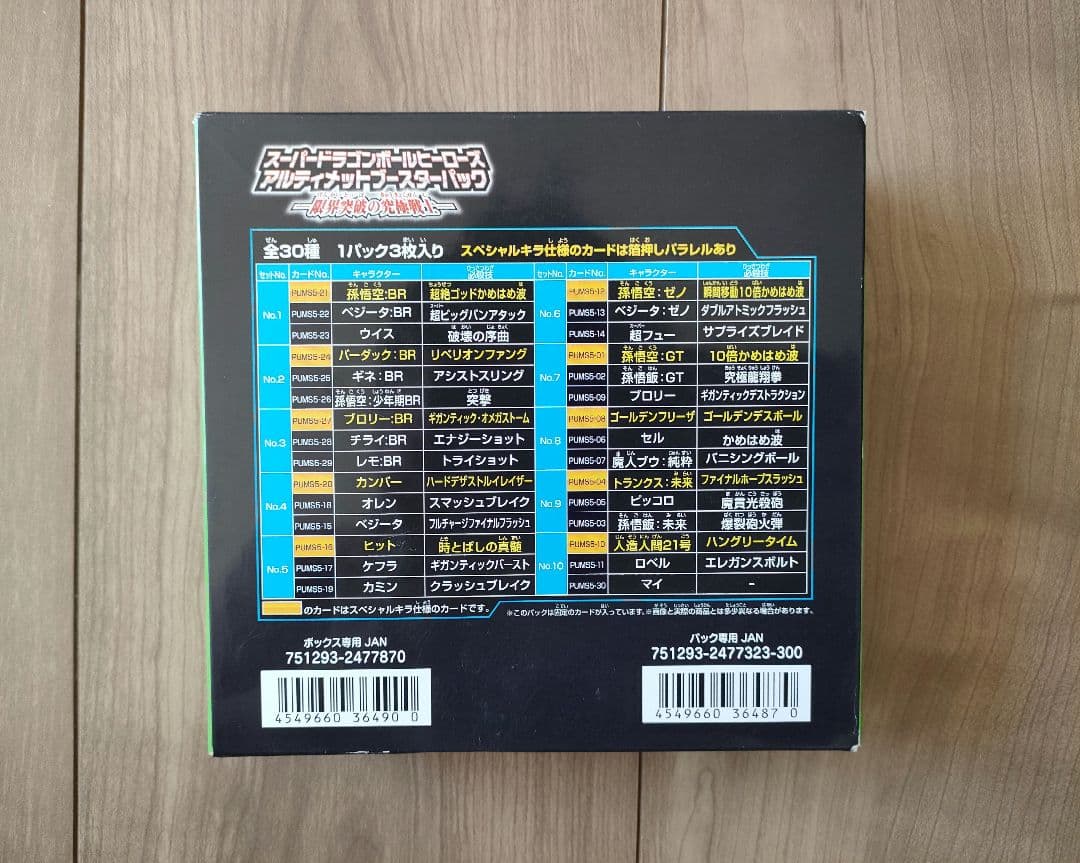 スーパードラゴンボールヒーローズ
アルティメットブースターパック
—限界突破の究極戦士—
全30種 1パック3枚入り スペシャルキラ仕様のカードは箔押しパラレルあり
セットNo. カードNo. キャラクター 必殺技 セットNo. カードNo. キャラクター 必殺技
No.1 PUMS5-21 孫悟空:BR 超絶ゴッドかめはめ波 No.6 PUMS5-12 孫悟空:ゼノ 瞬間移動10倍かめはめ波
PUMS5-22 ベジータ:BR 超ビッグバンアタック PUMS5-13 ベジータ:ゼノ ダブルアトミックフラッシュ
PUMS5-23 ウイス 破壊の序曲 PUMS5-14 超フュー サプライズブレイド
No.2 PUMS5-24 バーダック:BR リベリオンファング No.7 PUMS5-01 孫悟空:GT 10倍かめはめ波
PUMS5-25 ギネ:BR アシストスリング PUMS5-02 孫悟飯:GT 究極龍翔拳
PUMS5-26 孫悟空:少年期BR 突撃 PUMS5-09 ブロリー ギガンティックデストラクション
No.3 PUMS5-27 ブロリー:BR ギガンティック・オメガストーム No.8 PUMS5-08 ゴールデンフリーザ ゴールデンデスボール
PUMS5-28 チライ:BR エナジーショット PUMS5-06 セル かめはめ波
PUMS5-29 レモ:BR トライショット PUMS5-07 魔人ブウ:純粋 バニシングボール
No.4 PUMS5-20 カンバー ハードデザストルイレイザー No.9 PUMS5-04 トランクス:未来 ファイナルホープスラッシュ
PUMS5-18 オレン スマッシュブレイク PUMS5-05 ピッコロ 魔貫光殺砲
PUMS5-15 ベジータ フルチャージファイナルフラッシュ PUMS5-03 孫悟飯:未来 爆裂砲火弾
No.5 PUMS5-16 ヒット 時とばしの真髄 No.10 PUMS5-10 人造人間21号 ハングリータイム
PUMS5-17 ケフラ ギガンティックバースト PUMS5-11 ロベル エレガンスボルト
PUMS5-19 カミン クラッシュブレイク PUMS5-30 マイ –
のカードはスペシャルキラ仕様のカードです。 ※このパックは固定のカードが入っています。※画像と実際の商品とは多少異なる場合があります。
ボックス専用 JAN
751293-2477870
4549660 36490 0
パック専用 JAN
751293-2477323-300
4549660 36487 0